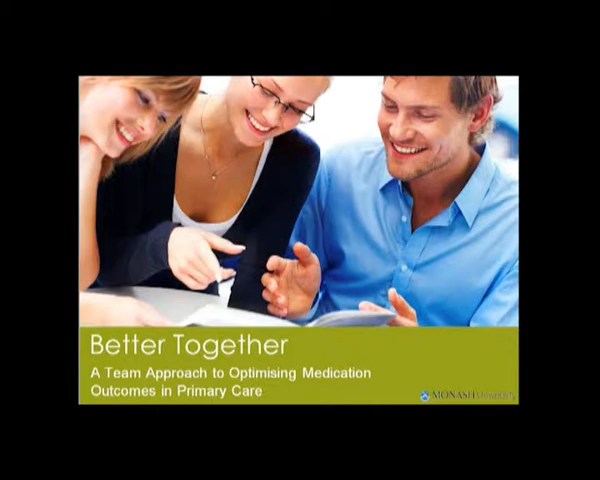 Better Together
A Team Approach to Optimising Medication
Outcomes in Primary Care
MONASH University